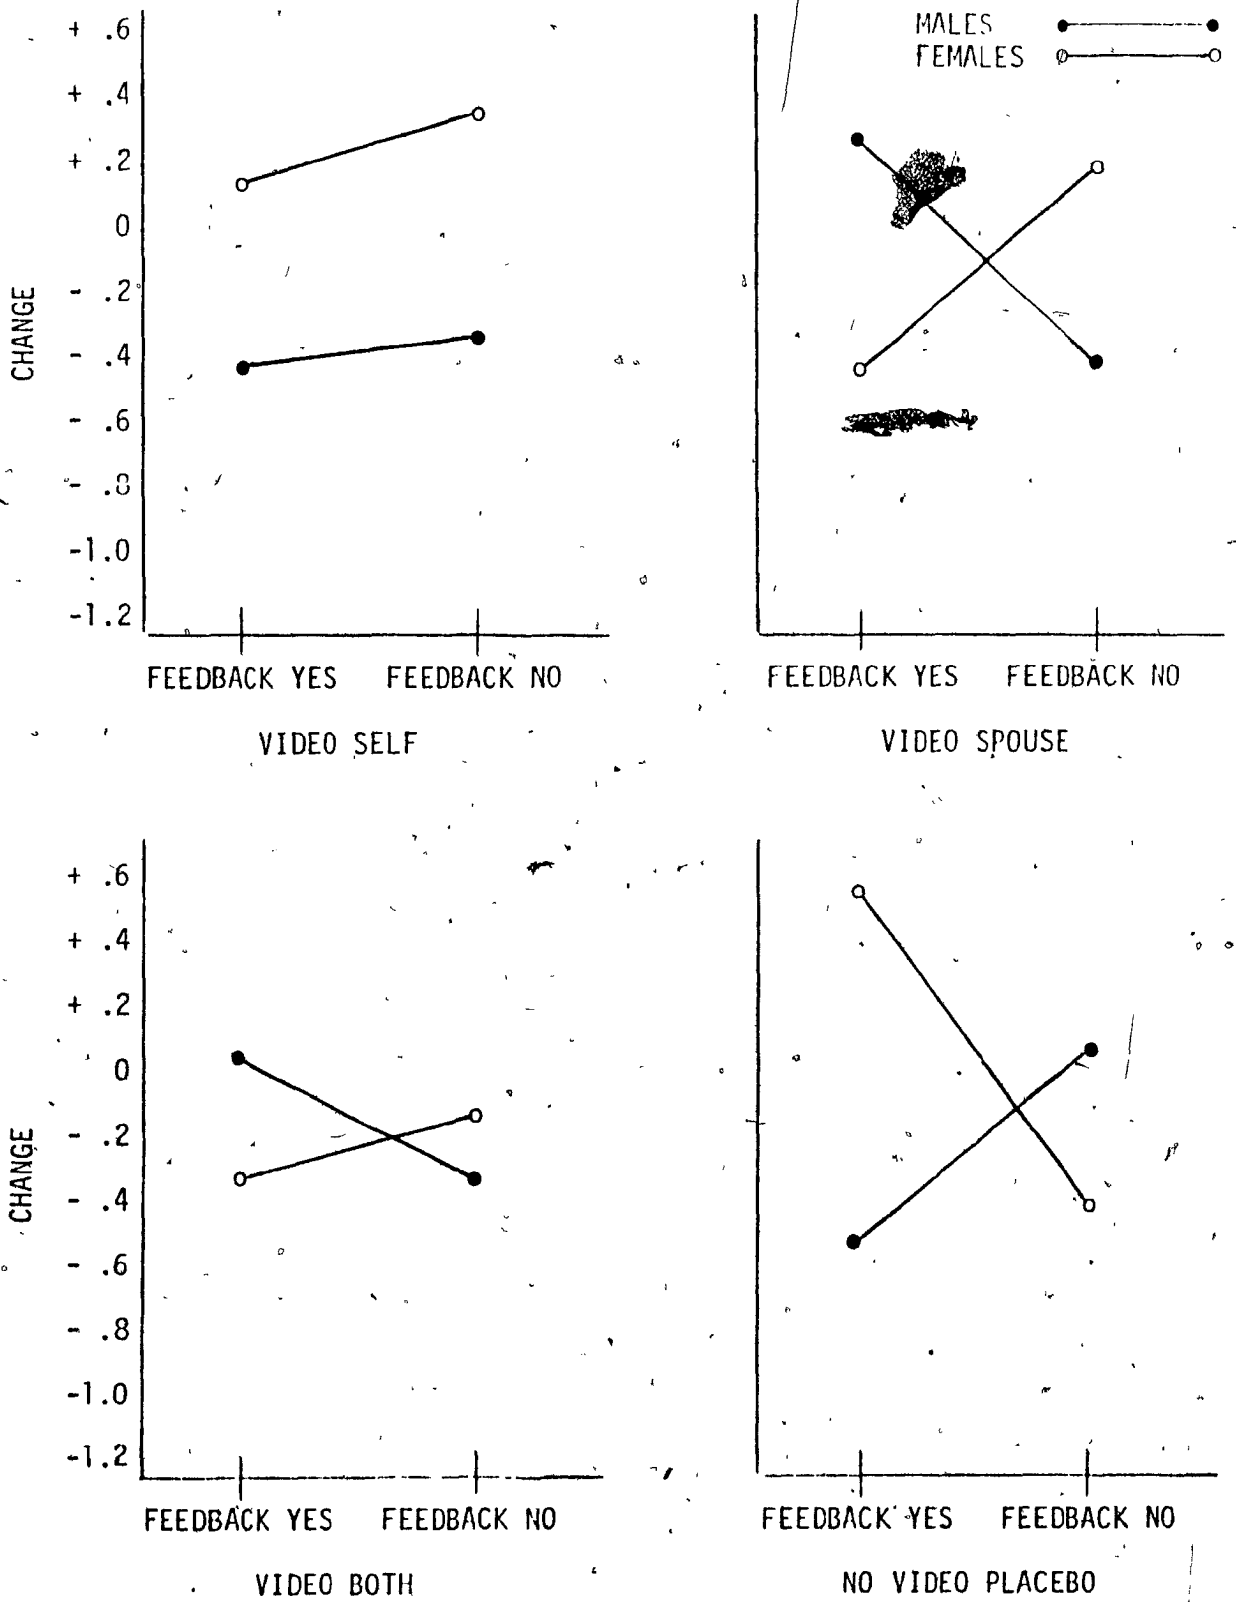 MALES
FEMALES
+ .6
+ .4
+ .2
0
- .2
- .4
- .6
- .8
-1.0
-1.2
CHANGE
FEEDBACK YES FEEDBACK NO
VIDEO SELF
FEEDBACK YES FEEDBACK NO
VIDEO SPOUSE
+ .6
+ .4
+ .2
0
- .2
- .4
- .6
- .8
-1.0
-1.2
CHANGE
FEEDBACK YES FEEDBACK NO
VIDEO BOTH
FEEDBACK YES FEEDBACK NO
NO VIDEO PLACEBO